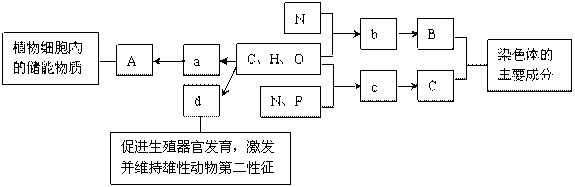 植物细胞内
的储能物质
A
a
C、H、O
N
b
B
N、P
c
C
d
染色体的
主要成分
促进生殖器官发育，激发
并维持雄性动物第二性征